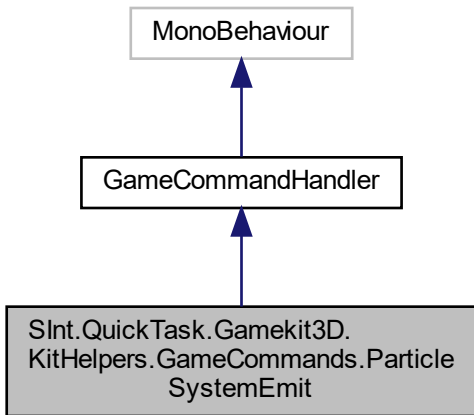 MonoBehaviour
GameCommandHandler
SInt.QuickTask.Gamekit3D.
KitHelpers.GameCommands.Particle
SystemEmit